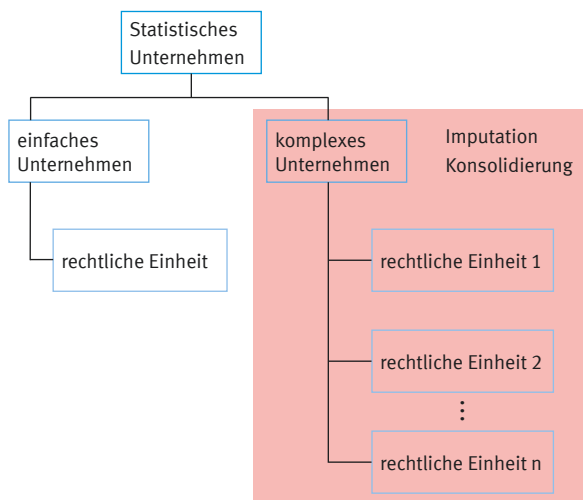 Statistisches
Unternehmen
einfaches
Unternehmen
komplexes
Unternehmen
Imputation
Konsolidierung
rechtliche Einheit
rechtliche Einheit 1
rechtliche Einheit 2
⋮
rechtliche Einheit n